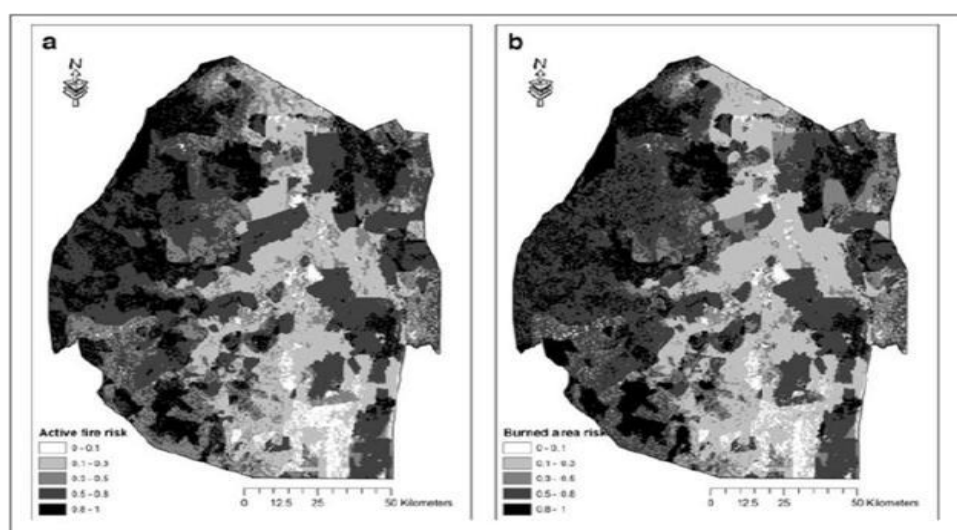 a
N
Active fire risk
0 - 0.1
0.1 - 0.3
0.3 - 0.5
0.5 - 0.8
0.8 - 1
0 12.5 25 50 Kilometers
b
N
Burned area risk
0 - 0.1
0.1 - 0.3
0.3 - 0.5
0.5 - 0.8
0.8 - 1
0 12.5 25 50 Kilometers